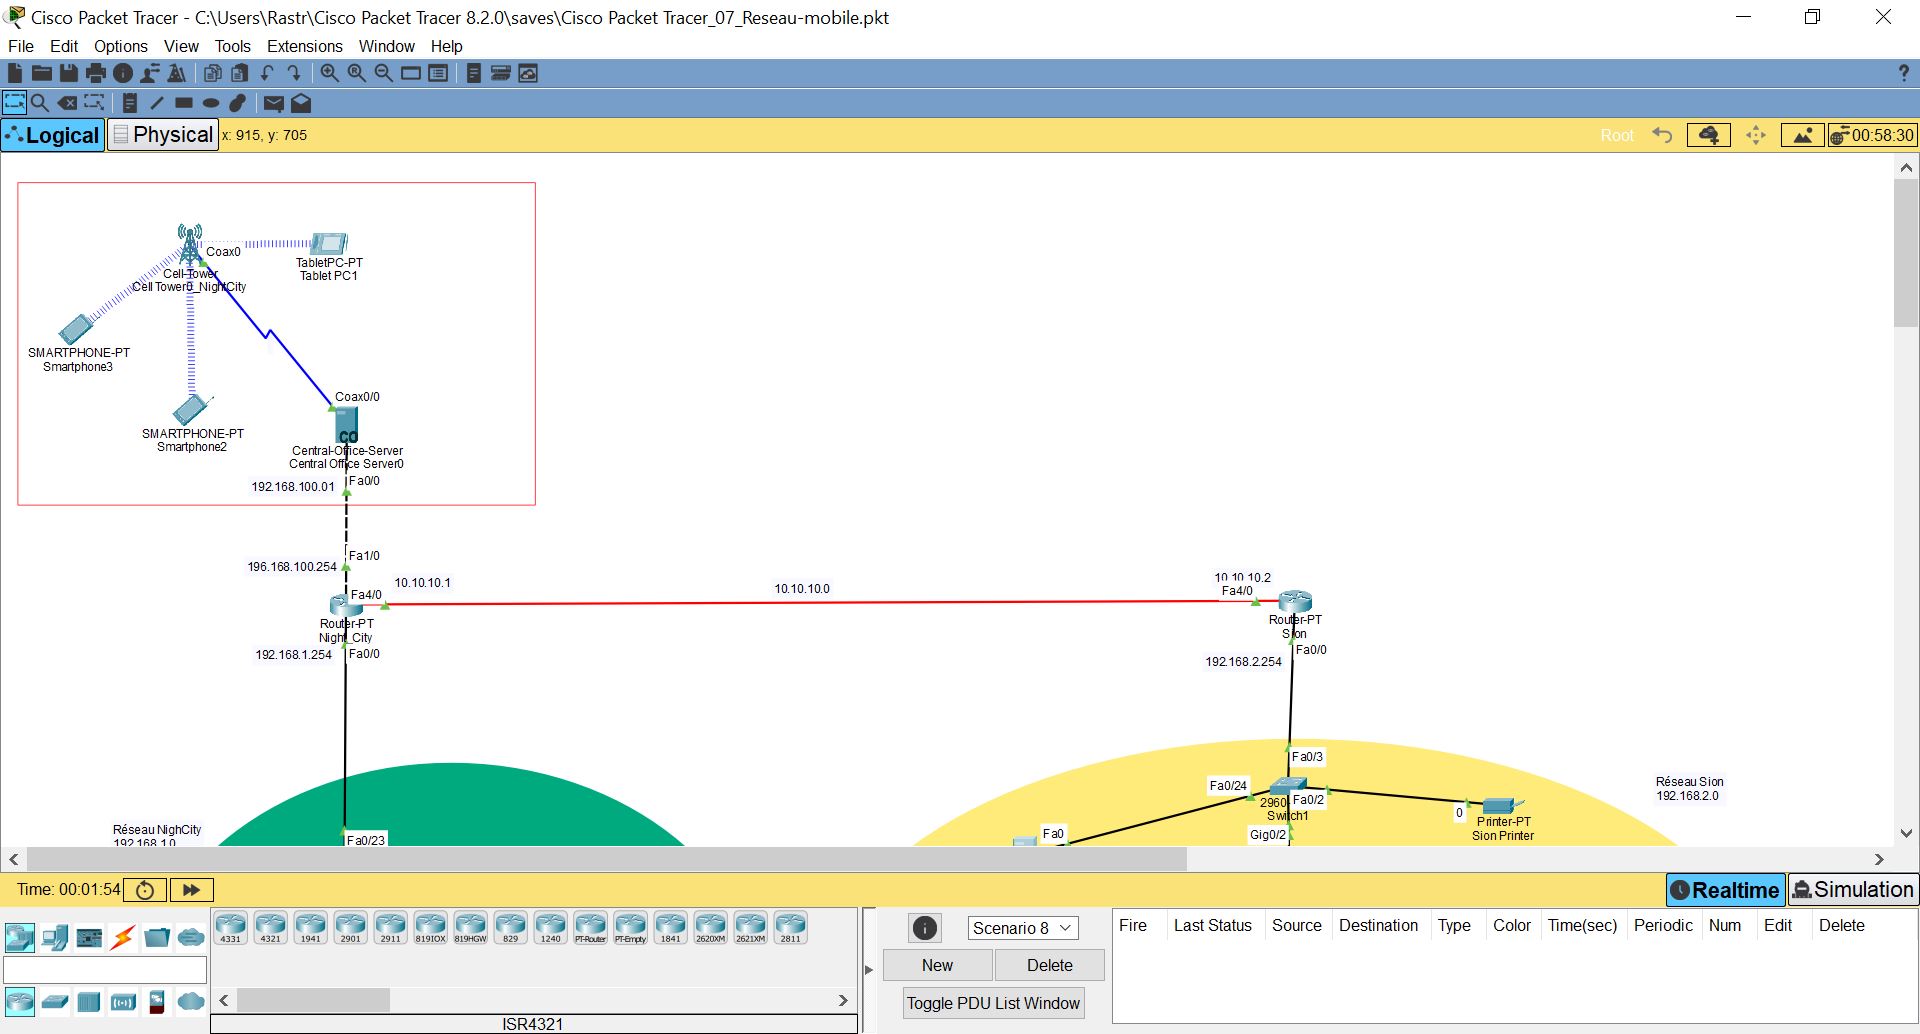 Cisco Packet Tracer - C:\Users\Rastr\Cisco Packet Tracer 8.2.0\saves\Cisco Packet Tracer_07_Reseau-mobile.pkt
File Edit Options View Tools Extensions Window Help
?
Logical Physical x: 915, y: 705 Root 00:58:30
Coax0
Cell-Tower
Cell Tower0_NightCity
TabletPC-PT
Tablet PC1
SMARTPHONE-PT
Smartphone3
SMARTPHONE-PT
Smartphone2
Coax0/0
CO
Central-Office-Server
Central Office Server0
Fa0/0
192.168.100.01
Fa1/0
196.168.100.254
Fa4/0
10.10.10.1
10.10.10.0
10.10.10.2
Fa4/0
Router-PT
Night_City
192.168.1.254
Fa0/0
Router-PT
Sion
Fa0/0
192.168.2.254
Fa0/3
Fa0/24
Fa0/2
2960
Switch1
Gig0/2
0
Printer-PT
Sion Printer
Réseau Sion
192.168.2.0
Fa0
Réseau NighCity
192.168.1.0
Fa0/23
Time: 00:01:54
Realtime Simulation
4331 4321 1941 2901 2911 819IOX 819HGW 829 1240 PT-Router PT-Empty 1841 2620XM 2621XM 2811
ISR4321
Scenario 8
New Delete
Toggle PDU List Window
Fire Last Status Source Destination Type Color Time(sec) Periodic Num Edit Delete